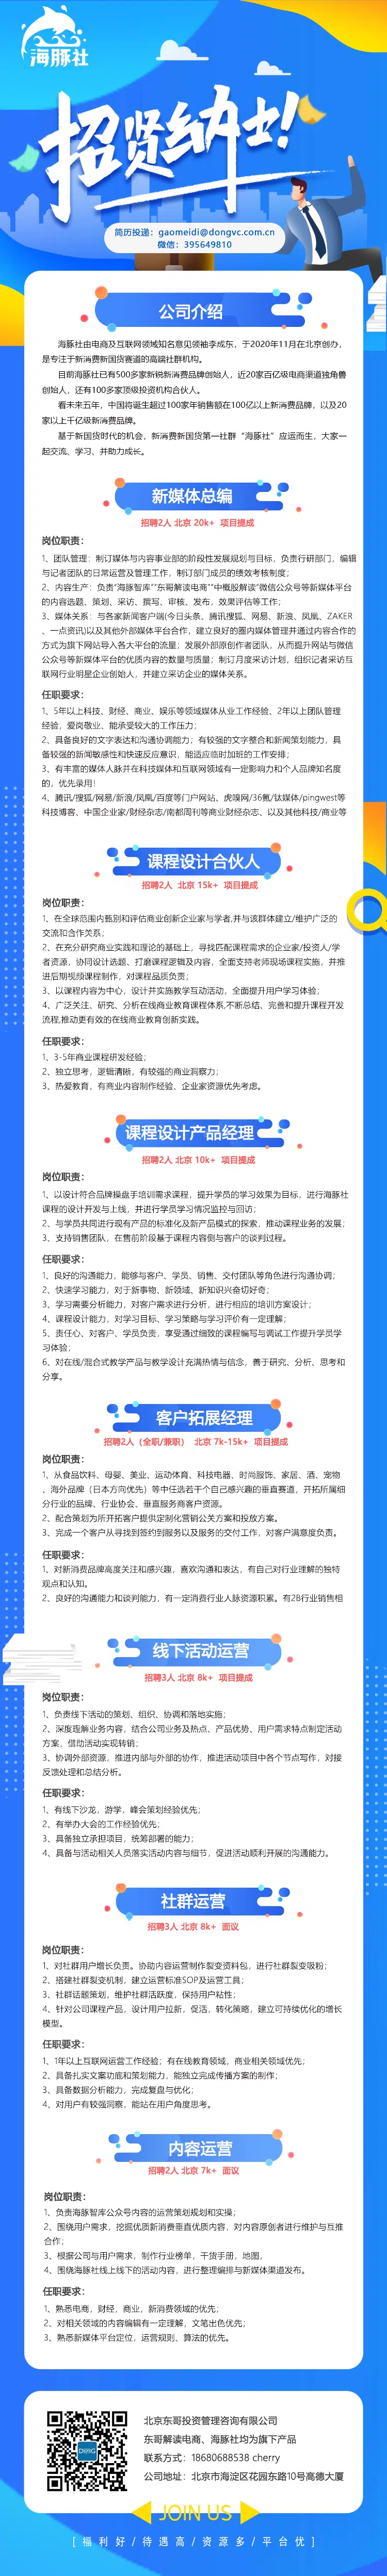 海豚社
招贤纳士!
简历投递：gaomeidi@dongvc.com.cn
微信：395649810
公司介绍
海豚社由电商及互联网领域知名意见领袖李成东，于2020年11月在北京创办，
是专注于新消费新国货赛道的高端社群机构。
目前海豚社已有500多家新锐新消费品牌创始人，近20家百亿级电商渠道独角兽
创始人，还有100多家顶级投资机构合伙人。
看未来五年，中国将诞生超过100家年销售额在100亿以上新消费品牌，以及20
家以上千亿级新消费品牌。
基于新国货时代的机会，新消费新国货第一社群“海豚社”应运而生，大家一
起交流、学习、并助力成长。
新媒体总编
招聘2人 北京 20k+ 项目提成
岗位职责：
1、团队管理：制订媒体与内容事业部的阶段性发展规划与目标，负责行研部门，编辑
与记者团队的日常运营及管理工作，制订部门成员的绩效考核制度；
2、内容生产：负责“海豚智库”“东哥解读电商”“中概股解读”微信公众号等新媒体平台
的内容选题、策划、采访、撰写、审核、发布，效果评估等工作；
3、媒体关系：与各家新闻客户端(今日头条、腾讯搜狐、网易、新浪、凤凰、ZAKER
、一点资讯)以及其他外部媒体平台合作，建立良好的圈内媒体管理并通过内容合作的
方式为旗下网站导入各大平台的流量；发展外部原创作者团队，从而提升网站与微信
公众号等新媒体平台的优质内容的数量与质量；制订月度采访计划，组织记者采访互
联网行业明星企业创始人，并建立采访企业的媒体关系。
任职要求：
1、5年以上科技、财经、商业、娱乐等领域媒体从业工作经验、2年以上团队管理
经验，爱岗敬业、能承受较大的工作压力；
2、具备良好的文字表达和沟通协调能力；有较强的文字整合和新闻策划能力，具
备较强的新闻敏感性和快速反应意识，能适应临时加班的工作安排；
3、有丰富的媒体人脉并在科技媒体和互联网领域有一定影响力和个人品牌知名度
的，优先录用！
4、腾讯/搜狐/网易/新浪/凤凰/百度等门户网站、虎嗅网/36氪/钛媒体/pingwest等
科技博客、中国企业家/财经杂志/南都周刊等商业财经杂志、以及其他科技/商业等
课程设计合伙人
招聘2人 北京 15k+ 项目提成
岗位职责：
1、在全球范围内甄别和评估商业创新企业家与学者,并与该群体建立/维护广泛的
交流和合作关系；
2、在充分研究商业实践和理论的基础上，寻找匹配课程需求的企业家/投资人/学
者资源，协同设计选题、打磨课程逻辑及内容，全面支持老师现场课程实施，并推
进后期视频课程制作，对课程品质负责；
3、以课程内容为中心，设计并实施教学互动活动，全面提升用户学习体验；
4、广泛关注、研究、分析在线商业教育课程体系,不断总结、完善和提升课程开发
流程,推动更有效的在线商业教育创新实践。
任职要求：
1、3-5年商业课程研发经验；
2、独立思考，逻辑清晰，有较强的商业洞察力；
3、热爱教育，有商业内容制作经验、企业家资源优先考虑。
课程设计产品经理
招聘2人 北京 10k+ 项目提成
岗位职责：
1、以设计符合品牌操盘手培训需求课程，提升学员的学习效果为目标，进行海豚社
课程的设计开发与上线，并进行学员学习情况监控与回访；
2、与学员共同进行现有产品的标准化及新产品模式的探索，推动课程业务的发展；
3、支持销售团队，在售前阶段基于课程内容侧与客户的谈判过程。
任职要求：
1、良好的沟通能力，能够与客户、学员、销售、交付团队等角色进行沟通协调；
2、快速学习能力，对于新事物、新领域、新知识兴奋切好奇；
3、学习需要分析能力，对客户需求进行分析，进行相应的培训方案设计；
4、课程设计能力，对学习目标、学习策略与学习评价有一定理解；
5、责任心、对客户、学员负责，享受通过细致的课程编写与调试工作提升学员学
习体验；
6、对在线/混合式教学产品与教学设计充满热情与信念，善于研究、分析、思考和
分享。
客户拓展经理
招聘2人（全职/兼职） 北京 7k-15k+ 项目提成
岗位职责：
1、从食品饮料、母婴、美业、运动体育、科技电器、时尚服饰、家居、酒、宠物
、海外品牌（日本方向优先）等中任选若干个自己感兴趣的垂直赛道，开拓所属细
分行业的品牌、行业协会、垂直服务商客户资源。
2、配合策划为所开拓客户提供定制化营销公关方案和投放方案。
3、完成一个客户从寻找到签约到服务以及服务的交付工作，对客户满意度负责。
任职要求：
1、对新消费品牌高度关注和感兴趣，喜欢沟通和表达，有自己对行业理解的独特
观点和认知。
2、良好的沟通能力和谈判能力，有一定消费行业人脉资源积累。有2B行业销售相
线下活动运营
招聘3人 北京 8k+ 项目提成
岗位职责：
1、负责线下活动的策划、组织、协调和落地实施；
2、深度理解业务内容，结合公司业务及热点、产品优势、用户需求特点制定活动
方案，借助活动实现转销；
3、协调外部资源，推进内部与外部的协作，推进活动项目中各个节点写作，对接
反馈处理和总结分析。
任职要求：
1、有线下沙龙，游学，峰会策划经验优先；
2、有举办大会的工作经验优先；
3、具备独立承担项目，统筹部署的能力；
4、具备与活动相关人员落实活动内容与细节，促进活动顺利开展的沟通能力。
社群运营
招聘3人 北京 8k+ 面议
岗位职责：
1、对社群用户增长负责。协助内容运营制作裂变资料包，进行社群裂变吸粉；
2、搭建社群裂变机制，建立运营标准SOP及运营工具；
3、社群话题策划，维护社群活跃度，保持用户粘性；
4、针对公司课程产品，设计用户拉新，促活，转化策略，建立可持续优化的增长
模型。
任职要求：
1、1年以上互联网运营工作经验；有在线教育领域，商业相关领域优先；
2、具备扎实文案功底和策划能力，能独立完成传播方案的制作；
3、具备数据分析能力，完成复盘与优化；
4、对用户有较强洞察，能站在用户角度思考。
内容运营
招聘2人 北京 7k+ 面议
岗位职责：
1、负责海豚智库公众号内容的运营策划规划和实操；
2、围绕用户需求，挖掘优质新消费垂直优质内容，对内容原创者进行维护与互推
合作；
3、根据公司与用户需求，制作行业榜单，干货手册，地图，
4、围绕海豚社线上线下的活动内容，进行整理编排与新媒体渠道发布。
任职要求：
1、熟悉电商，财经，商业，新消费领域的优先；
2、对相关领域的内容编辑有一定理解，文笔出色优先；
3、熟悉新媒体平台定位，运营规则、算法的优先。
北京东哥投资管理咨询有限公司
东哥解读电商、海豚社均为旗下产品
联系方式：18680688538 cherry
公司地址：北京市海淀区花园东路10号高德大厦
JOIN US
[ 福利好/待遇高/资源多/平台优 ]